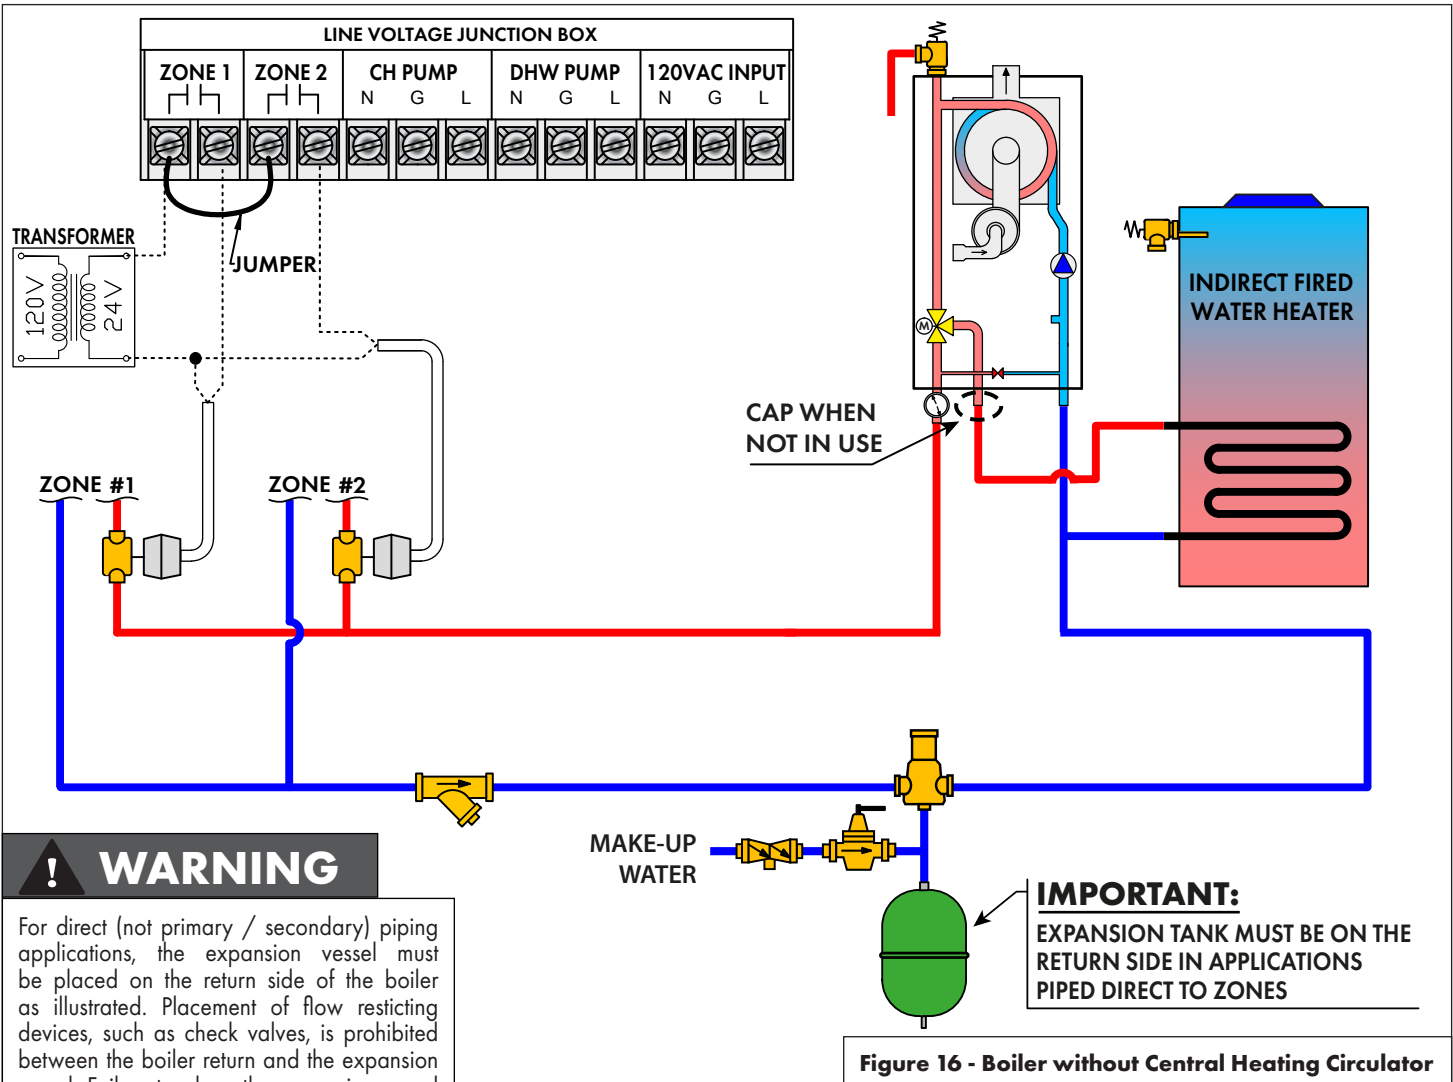 LINE VOLTAGE JUNCTION BOX
ZONE 1 ZONE 2 CH PUMP DHW PUMP 120VAC INPUT
N G L N G L N G L
TRANSFORMER
120V 24V
JUMPER
M
INDIRECT FIRED
WATER HEATER
CAP WHEN
NOT IN USE
ZONE #1 ZONE #2
MAKE-UP
WATER
IMPORTANT:
EXPANSION TANK MUST BE ON THE
RETURN SIDE IN APPLICATIONS
PIPED DIRECT TO ZONES
! WARNING
For direct (not primary / secondary) piping
applications, the expansion vessel must
be placed on the return side of the boiler
as illustrated. Placement of flow resticting
devices, such as check valves, is prohibited
between the boiler return and the expansion
Figure 16 - Boiler without Central Heating Circulator